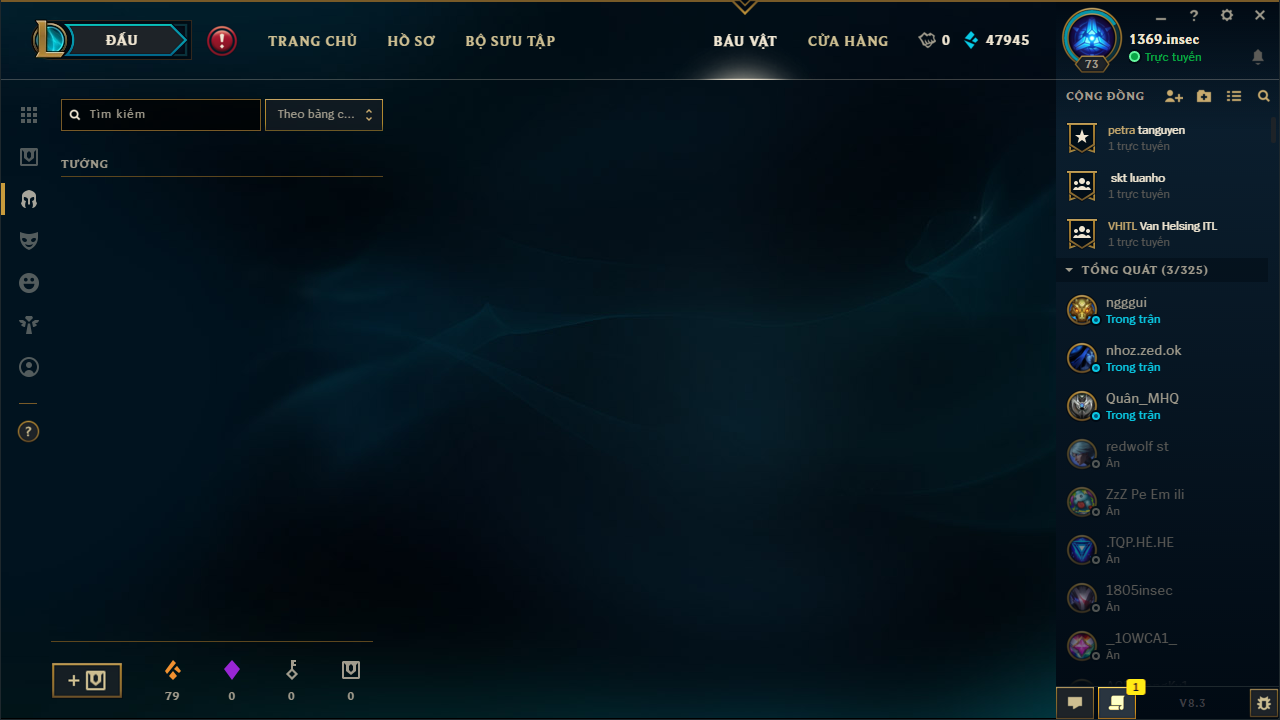 ĐẤU
TRANG CHỦ
HỒ SƠ
BỘ SƯU TẬP
BÁU VẬT
CỬA HÀNG
0
47945
?
73
1369.insec
Trực tuyến
Tìm kiếm
Theo bảng c...
TƯỚNG
?
79
0
0
0
CỘNG ĐỒNG
petra tanguyen
1 trực tuyến
skt luanho
1 trực tuyến
VHITL Van Helsing ITL
1 trực tuyến
TỔNG QUÁT (3/325)
ngggui
Trong trận
nhoz.zed.ok
Trong trận
Quân_MHQ
Trong trận
redwolf st
Ẩn
ZzZ Pe Em ili
Ẩn
.TQP.HÈ.HE
Ẩn
1805insec
Ẩn
_1OWCA1_
Ẩn
1
V8.3